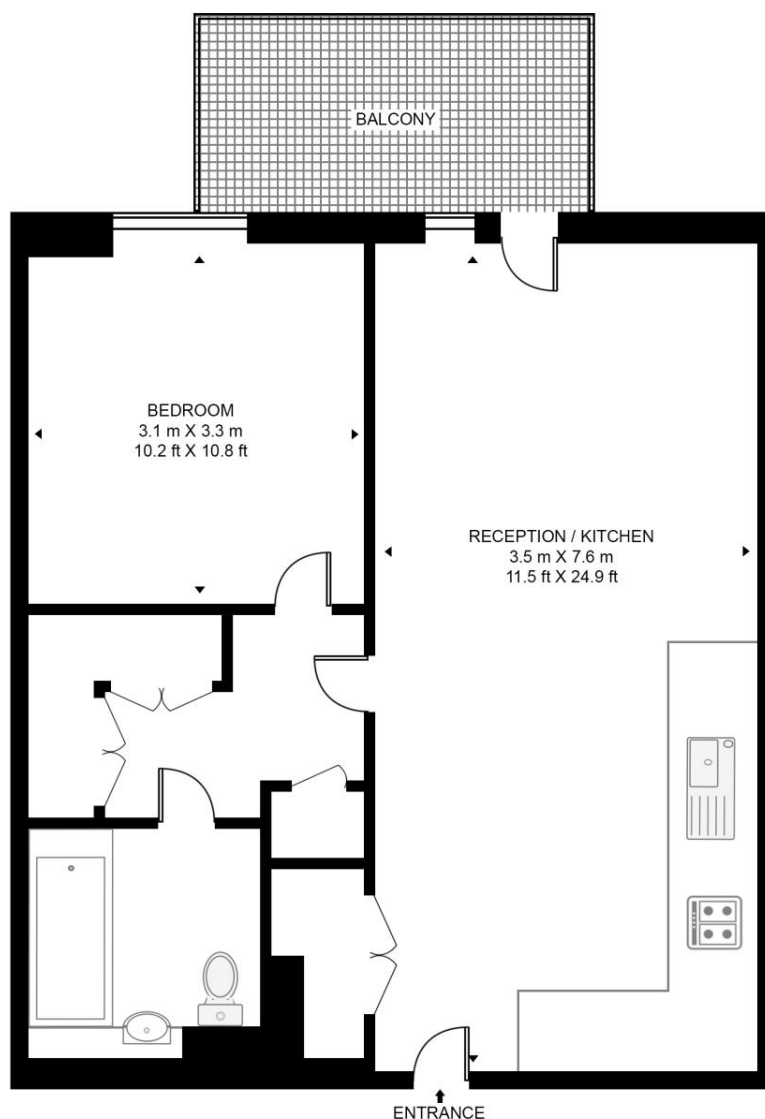 BALCONY
BEDROOM
3.1 m X 3.3 m
10.2 ft X 10.8 ft
RECEPTION / KITCHEN
3.5 m X 7.6 m
11.5 ft X 24.9 ft
ENTRANCE